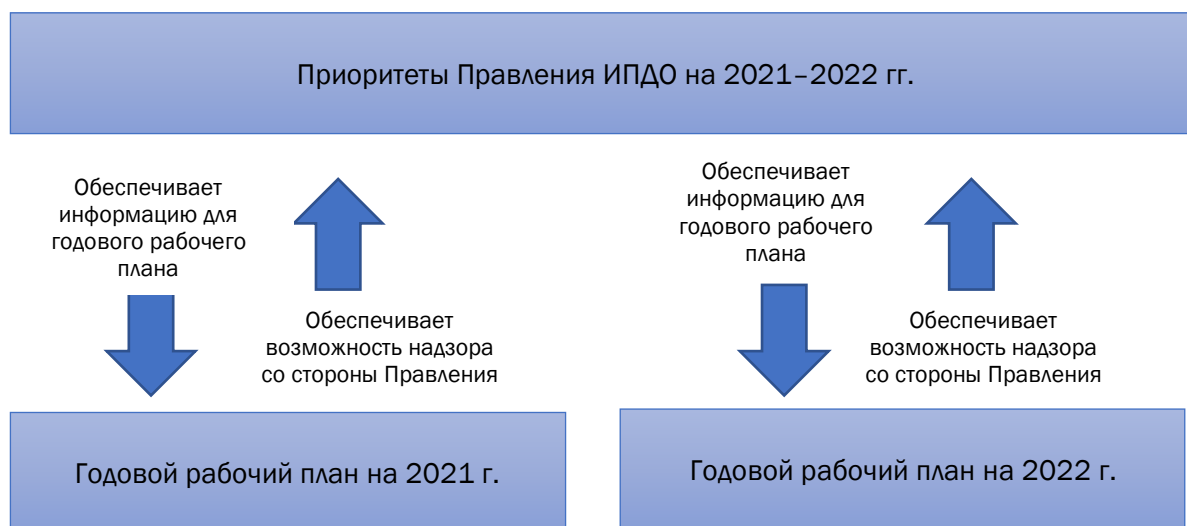 Приоритеты Правления ИПДО на 2021–2022 гг.
Обеспечивает
информацию для
годового рабочего
плана
Обеспечивает
возможность надзора
со стороны Правления
Обеспечивает
информацию для
годового рабочего
плана
Обеспечивает
возможность надзора
со стороны Правления
Годовой рабочий план на 2021 г.
Годовой рабочий план на 2022 г.